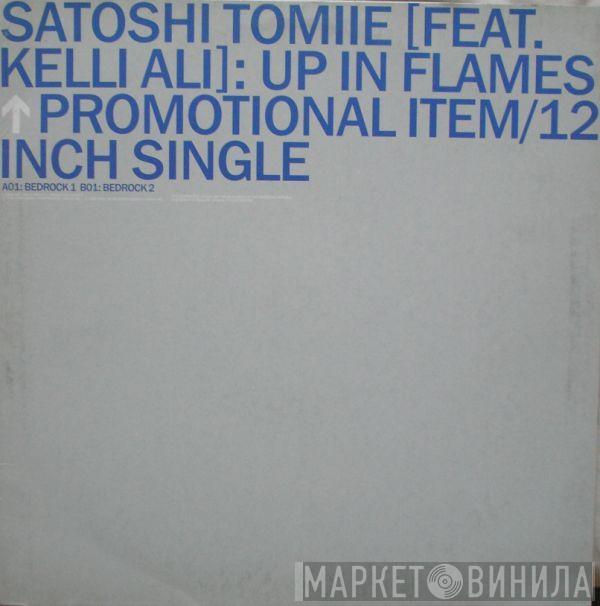 SATOSHI TOMIIE [FEAT.
KELLI ALI]: UP IN FLAMES
↑ PROMOTIONAL ITEM/12
INCH SINGLE
A01: BEDROCK 1 B01: BEDROCK 2
МАРКЕТ ВИНИЛА